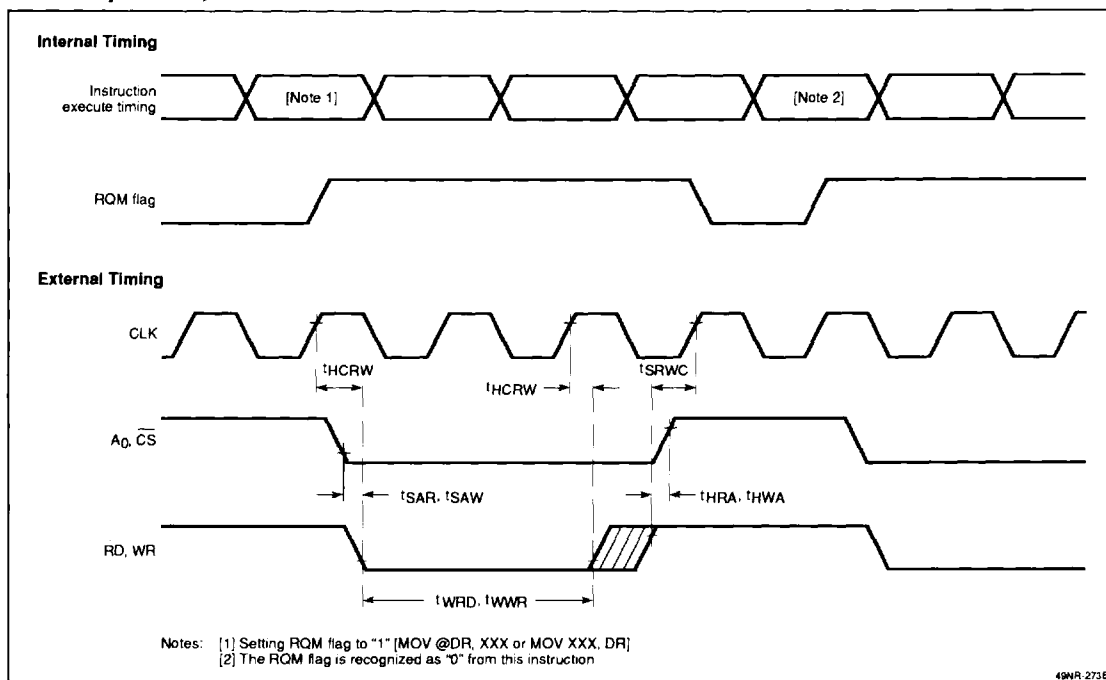 Internal Timing
Instruction
execute timing
[Note 1]
[Note 2]
RQM flag
External Timing
CLK
tHCRW
tHCRW
tSRWC
A0, CS
tSAR, tSAW
tHRA, tHWA
RD, WR
tWRD, tWWR
Notes: [1] Setting RQM flag to "1" [MOV @DR, XXX or MOV XXX, DR]
[2] The RQM flag is recognized as "0" from this instruction
49NR-273B